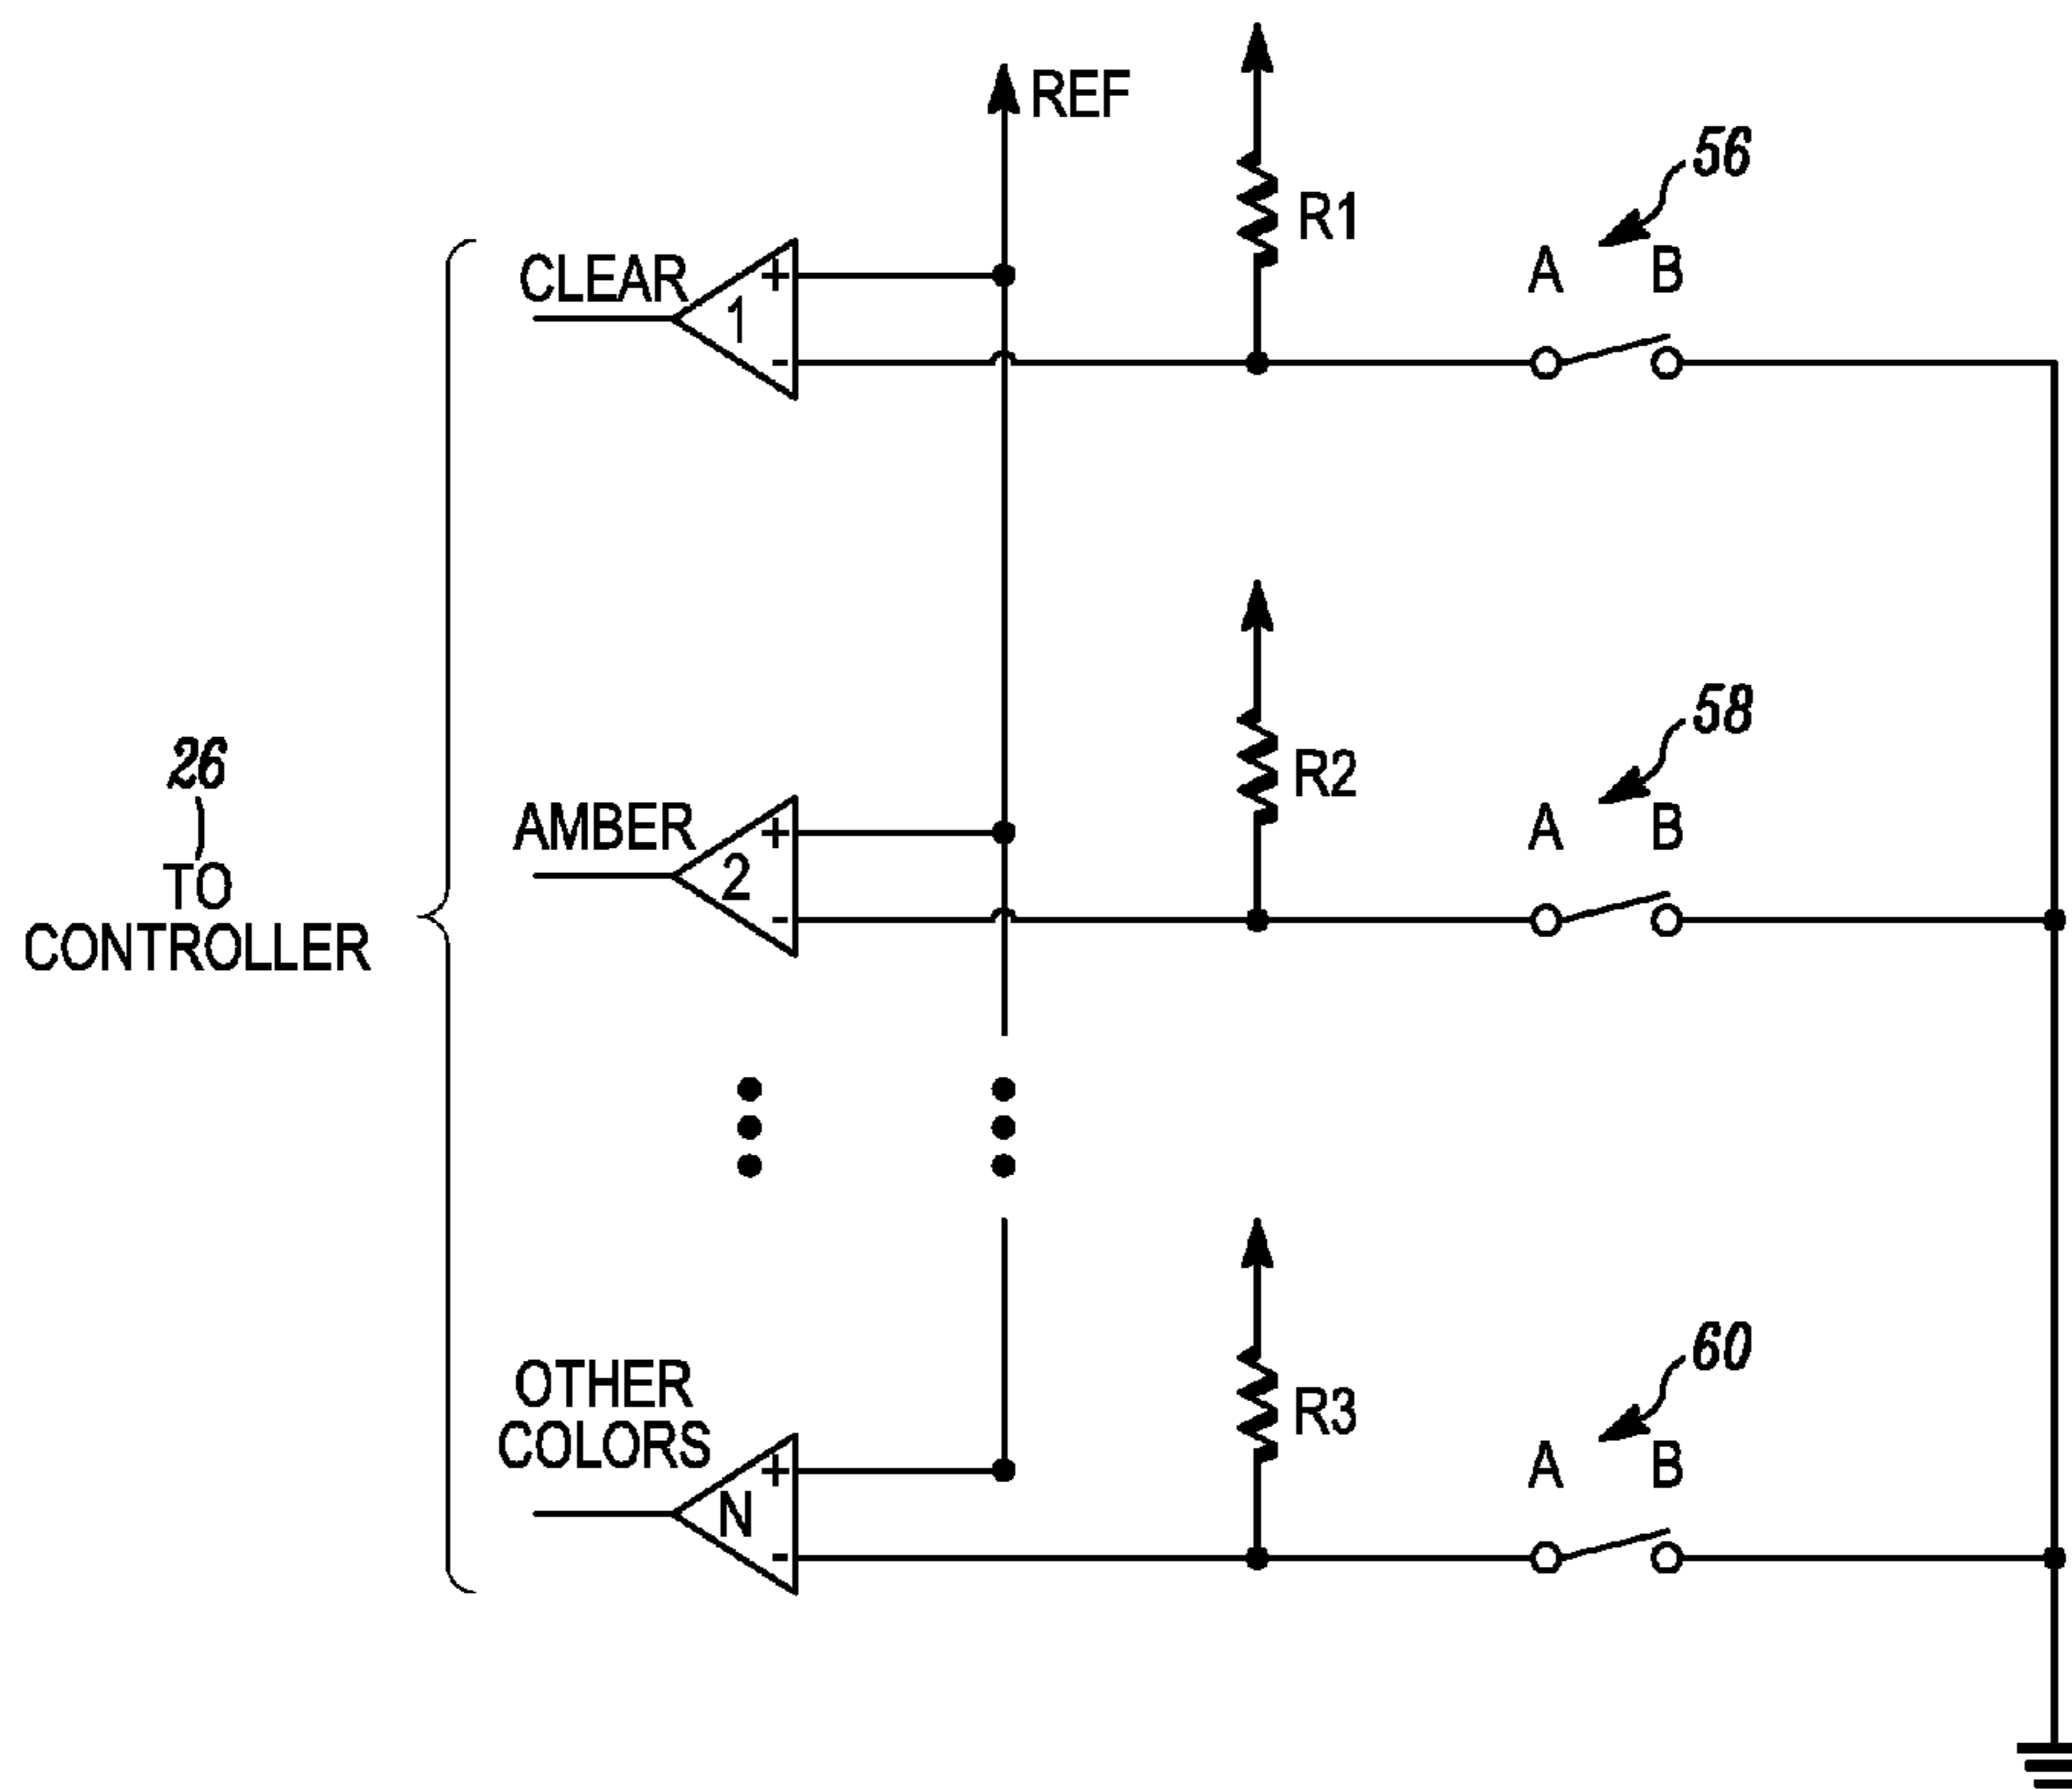 REF
R1
56
A B
CLEAR
+
1
-
R2
58
A B
26
TO
CONTROLLER
AMBER
+
2
-
R3
60
A B
OTHER
COLORS
+
N
-